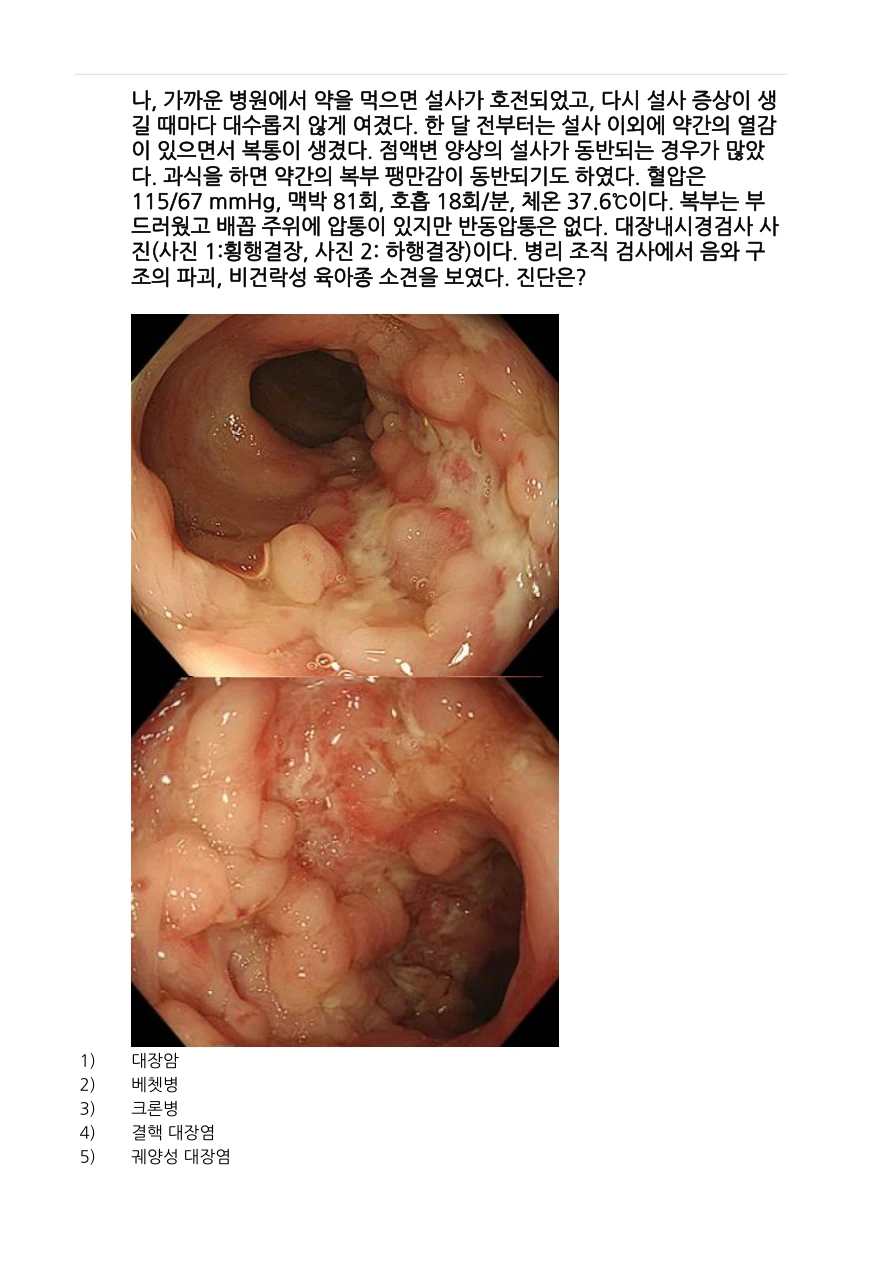 나, 가까운 병원에서 약을 먹으면 설사가 호전되었고, 다시 설사 증상이 생
길 때마다 대수롭지 않게 여겼다. 한 달 전부터는 설사 이외에 약간의 열감
이 있으면서 복통이 생겼다. 점액변 양상의 설사가 동반되는 경우가 많았
다. 과식을 하면 약간의 복부 팽만감이 동반되기도 하였다. 혈압은
115/67 mmHg, 맥박 81회, 호흡 18회/분, 체온 37.6℃이다. 복부는 부
드러웠고 배꼽 주위에 압통이 있지만 반동압통은 없다. 대장내시경검사 사
진(사진 1:횡행결장, 사진 2: 하행결장)이다. 병리 조직 검사에서 음와 구
조의 파괴, 비건락성 육아종 소견을 보였다. 진단은?
1) 대장암
2) 베쳇병
3) 크론병
4) 결핵 대장염
5) 궤양성 대장염